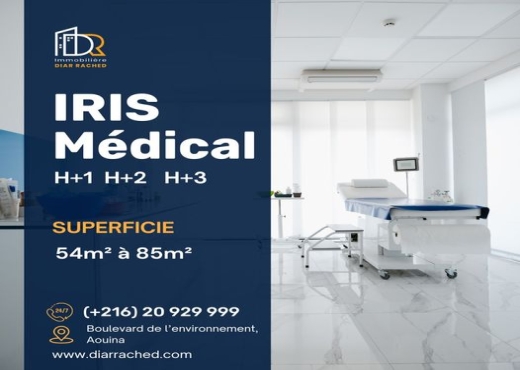 DR
Immobilière
DIAR RACHED
IRIS
Médical
H+1 H+2 H+3
SUPERFICIE
54m² à 85m²
24/7
(+216) 20 929 999
Boulevard de l'environnement,
Aouina
www.diarrached.com